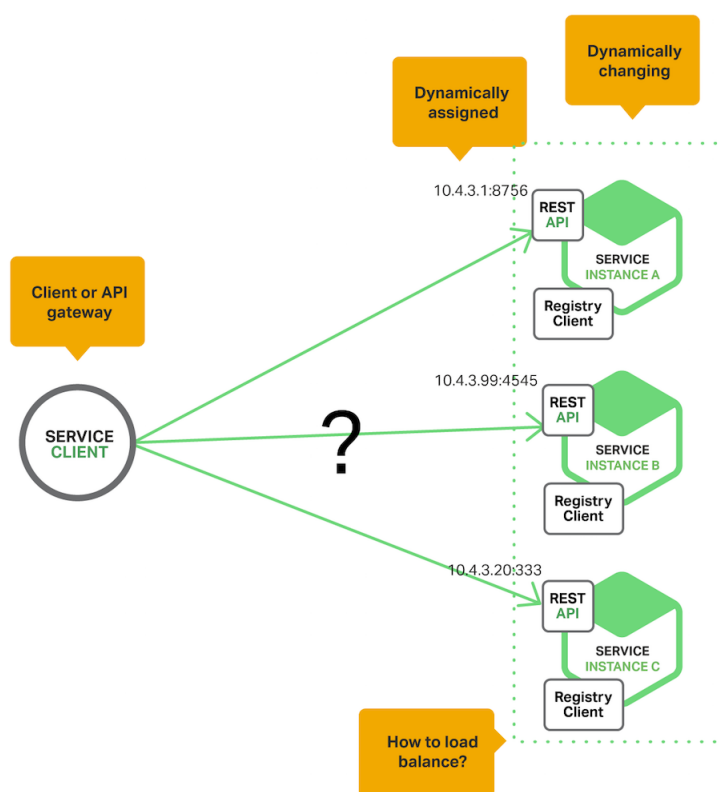 Dynamically
changing
Dynamically
assigned
10.4.3.1:8756
REST
API
SERVICE
INSTANCE A
Registry
Client
Client or API
gateway
10.4.3.99:4545
REST
API
SERVICE
CLIENT
?
SERVICE
INSTANCE B
Registry
Client
10.4.3.20:333
REST
API
SERVICE
INSTANCE C
Registry
Client
How to load
balance?